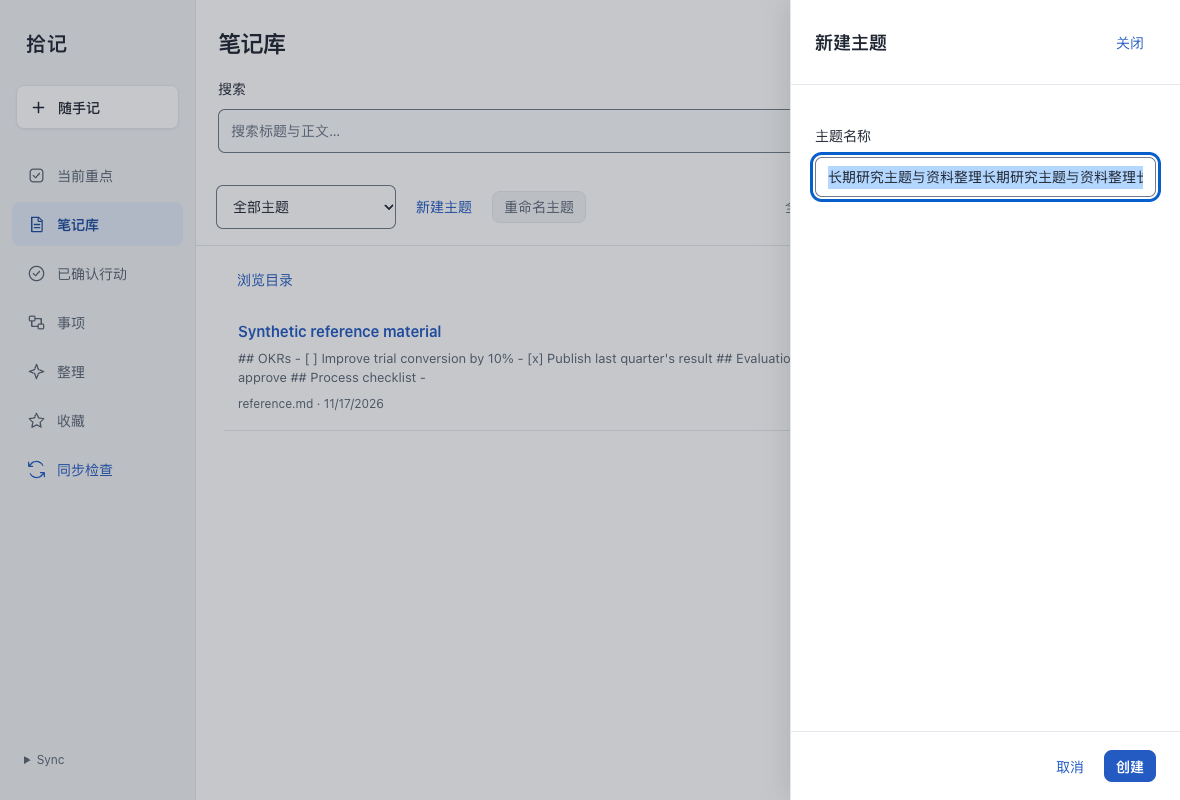 拾记
随手记
当前重点
笔记库
已确认行动
事项
整理
收藏
同步检查
Sync
笔记库
搜索
搜索标题与正文...
全部主题
新建主题
重命名主题
浏览目录
Synthetic reference material
## OKRs - [ ] Improve trial conversion by 10% - [x] Publish last quarter's result ## Evaluatio
approve ## Process checklist -
reference.md · 11/17/2026
新建主题
关闭
主题名称
长期研究主题与资料整理长期研究主题与资料整理
取消
创建